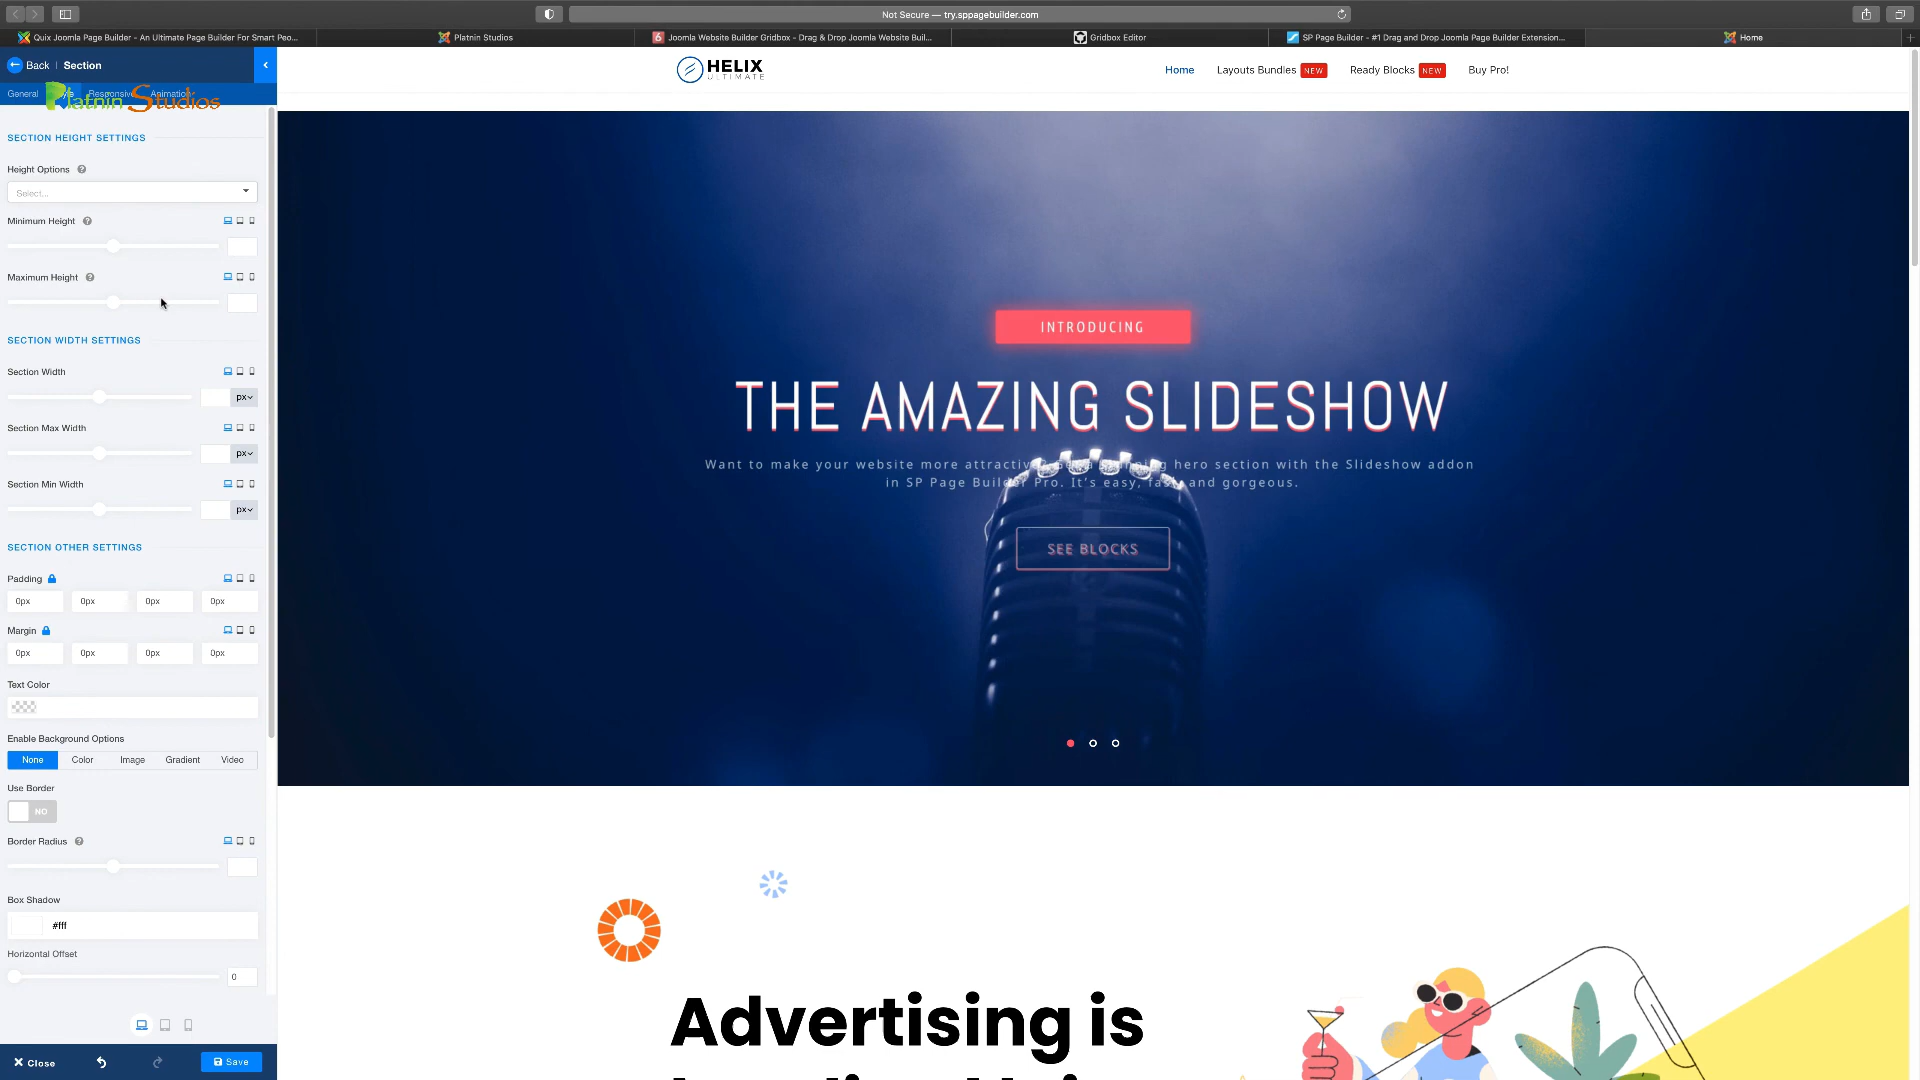 Not Secure — try.sppagebuilder.com
Quix Joomla Page Builder - An Ultimate Page Builder For Smart Peo...
Platnin Studios
Joomla Website Builder Gridbox - Drag & Drop Joomla Website Buil...
Gridbox Editor
SP Page Builder - #1 Drag and Drop Joomla Page Builder Extension...
Home
Back | Section
General Responsive Animation
Platnin Studios
HELIX
ULTIMATE
Home Layouts Bundles NEW Ready Blocks NEW Buy Pro!
SECTION HEIGHT SETTINGS
Height Options
Select...
Minimum Height
Maximum Height
SECTION WIDTH SETTINGS
Section Width
px
Section Max Width
px
Section Min Width
px
SECTION OTHER SETTINGS
Padding
0px 0px 0px 0px
Margin
0px 0px 0px 0px
Text Color
Enable Background Options
None Color Image Gradient Video
Use Border
NO
Border Radius
Box Shadow
#fff
Horizontal Offset
0
Close
Save
INTRODUCING
THE AMAZING SLIDESHOW
Want to make your website more attractive? hero section with the Slideshow addon
in SP Page Builder Pro. It's easy, fast and gorgeous.
SEE BLOCKS
Advertising is